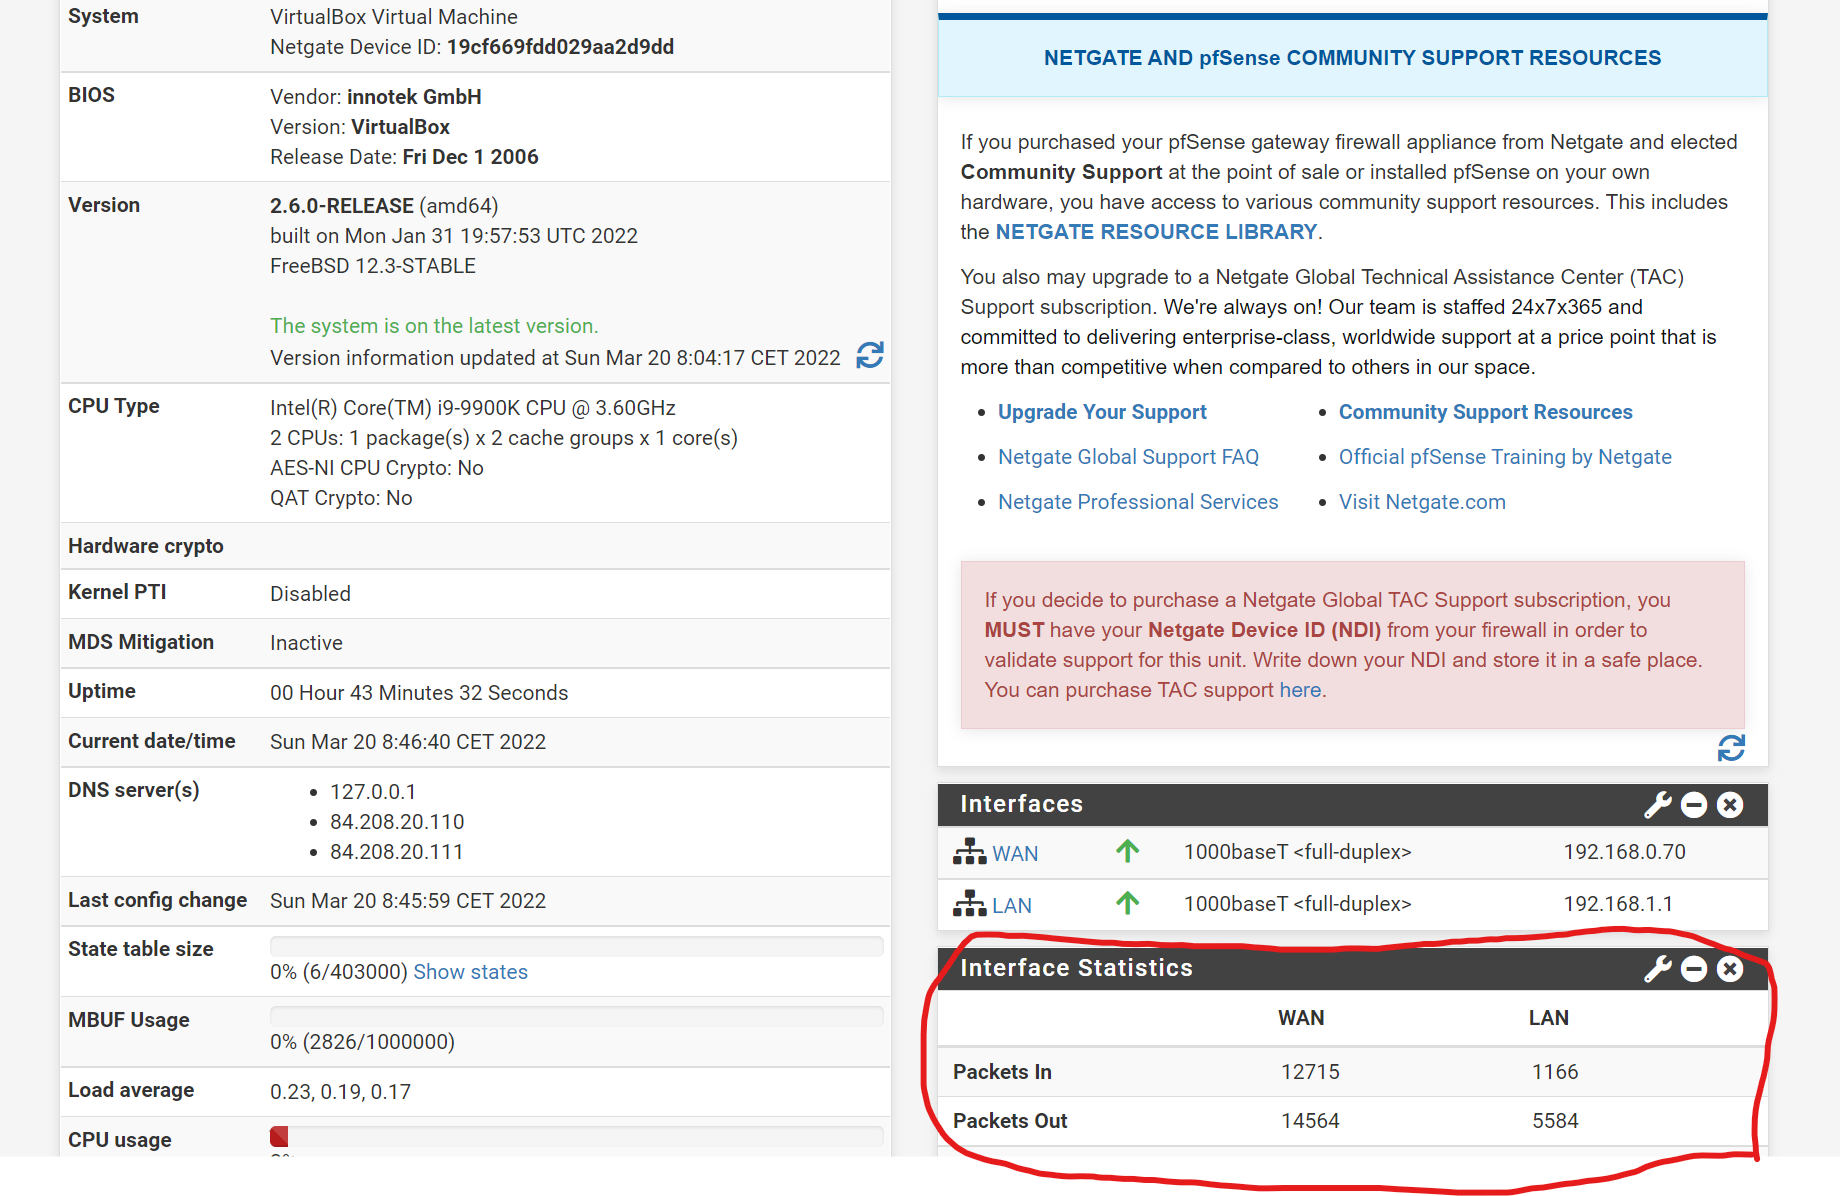 System
VirtualBox Virtual Machine
Netgate Device ID: 19cf669fdd029aa2d9dd
BIOS
Vendor: innotek GmbH
Version: VirtualBox
Release Date: Fri Dec 1 2006
Version
2.6.0-RELEASE (amd64)
built on Mon Jan 31 19:57:53 UTC 2022
FreeBSD 12.3-STABLE
The system is on the latest version.
Version information updated at Sun Mar 20 8:04:17 CET 2022
CPU Type
Intel(R) Core(TM) i9-9900K CPU @ 3.60GHz
2 CPUs: 1 package(s) x 2 cache groups x 1 core(s)
AES-NI CPU Crypto: No
QAT Crypto: No
Hardware crypto
Kernel PTI Disabled
MDS Mitigation Inactive
Uptime 00 Hour 43 Minutes 32 Seconds
Current date/time Sun Mar 20 8:46:40 CET 2022
DNS server(s)
127.0.0.1
84.208.20.110
84.208.20.111
Last config change Sun Mar 20 8:45:59 CET 2022
State table size
0% (6/403000) Show states
MBUF Usage
0% (2826/1000000)
Load average 0.23, 0.19, 0.17
CPU usage
NETGATE AND pfSense COMMUNITY SUPPORT RESOURCES
If you purchased your pfSense gateway firewall appliance from Netgate and elected
Community Support at the point of sale or installed pfSense on your own
hardware, you have access to various community support resources. This includes
the NETGATE RESOURCE LIBRARY.
You also may upgrade to a Netgate Global Technical Assistance Center (TAC)
Support subscription. We're always on! Our team is staffed 24x7x365 and
committed to delivering enterprise-class, worldwide support at a price point that is
more than competitive when compared to others in our space.
Upgrade Your Support
Netgate Global Support FAQ
Netgate Professional Services
Community Support Resources
Official pfSense Training by Netgate
Visit Netgate.com
If you decide to purchase a Netgate Global TAC Support subscription, you
MUST have your Netgate Device ID (NDI) from your firewall in order to
validate support for this unit. Write down your NDI and store it in a safe place.
You can purchase TAC support here.
Interfaces
WAN 1000baseT <full-duplex> 192.168.0.70
LAN 1000baseT <full-duplex> 192.168.1.1
Interface Statistics
WAN LAN
Packets In 12715 1166
Packets Out 14564 5584